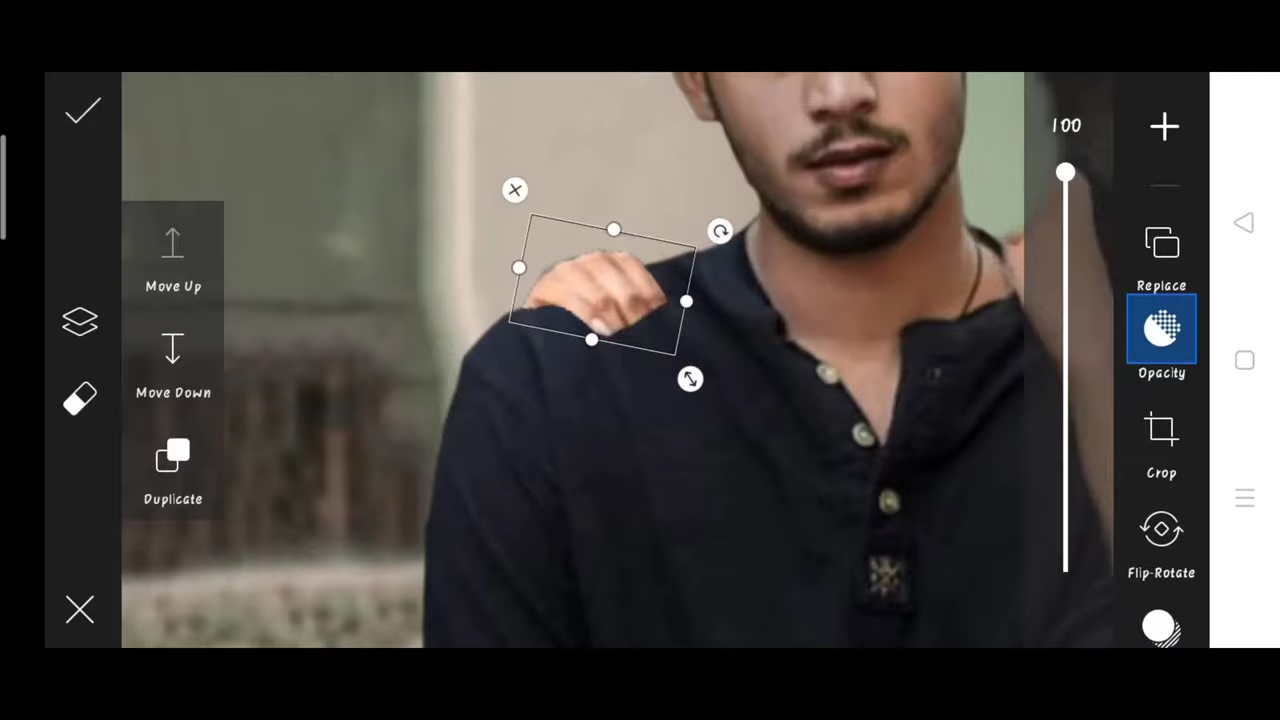 100
Move Up
Replace
Move Down
Opacity
Duplicate
Crop
Flip-Rotate